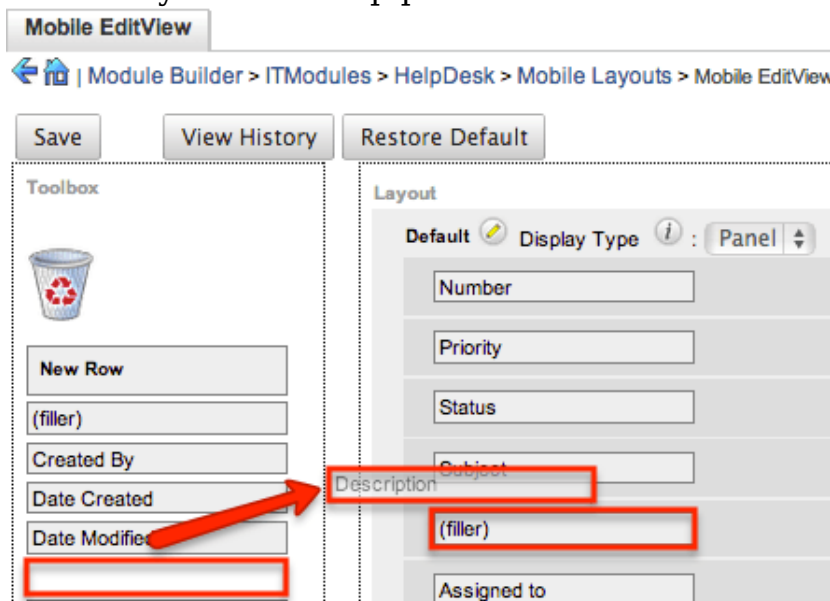 Mobile EditView
| Module Builder > ITModules > HelpDesk > Mobile Layouts > Mobile EditView
Save View History Restore Default
Toolbox
Layout
Default Display Type i : Panel
Number
Priority
New Row
Status
(filler)
Created By
Subject
Description
Date Created
Date Modified
(filler)
Assigned to